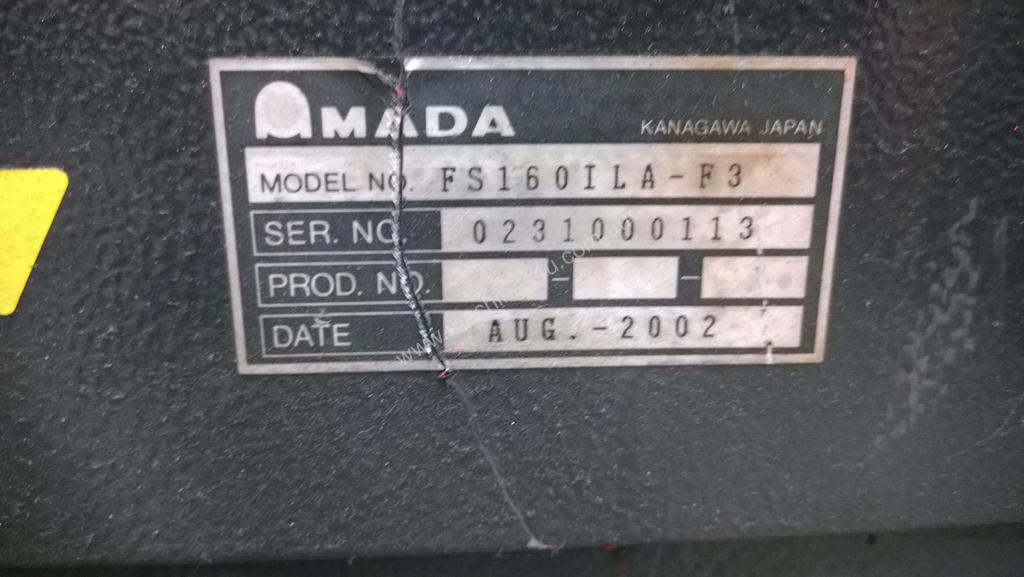 AMADA
KANAGAWA JAPAN
MODEL NO. FS160ILA-F3
SER. NO. 0231000113
PROD. NO. - -
DATE AUG.-2002